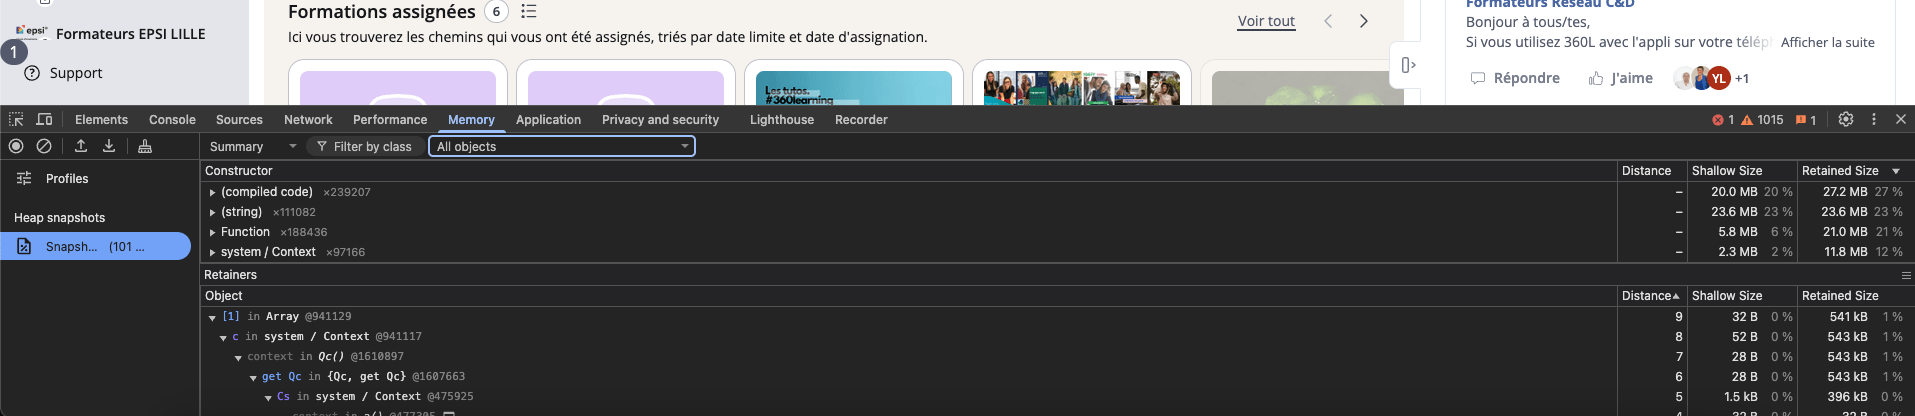 Formations assignées 6
Ici vous trouverez les chemins qui vous ont été assignés, triés par date limite et date d'assignation.
Voir tout
epsi Formateurs EPSI LILLE
1
Support
Les tutos.
#360learning
Formateurs Réseau C&D
Bonjour à tous/tes,
Si vous utilisez 360L avec l'appli sur votre télép Afficher la suite
Répondre J'aime YL +1
Elements Console Sources Network Performance Memory Application Privacy and security Lighthouse Recorder 1 1015 1
Summary Filter by class All objects
Profiles
Heap snapshots
Snapsh... (101 ...
Constructor Distance Shallow Size Retained Size
(compiled code) ×239207 – 20.0 MB 20 % 27.2 MB 27 %
(string) ×111082 – 23.6 MB 23 % 23.6 MB 23 %
Function ×188436 – 5.8 MB 6 % 21.0 MB 21 %
system / Context ×97166 – 2.3 MB 2 % 11.8 MB 12 %
Retainers
Object Distance Shallow Size Retained Size
[1] in Array @941129 9 32 B 0 % 541 kB 1 %
c in system / Context @941117 8 52 B 0 % 543 kB 1 %
context in Qc() @1610897 7 28 B 0 % 543 kB 1 %
get Qc in {Qc, get Qc} @1607663 6 28 B 0 % 543 kB 1 %
Cs in system / Context @475925 5 1.5 kB 0 % 396 kB 0 %